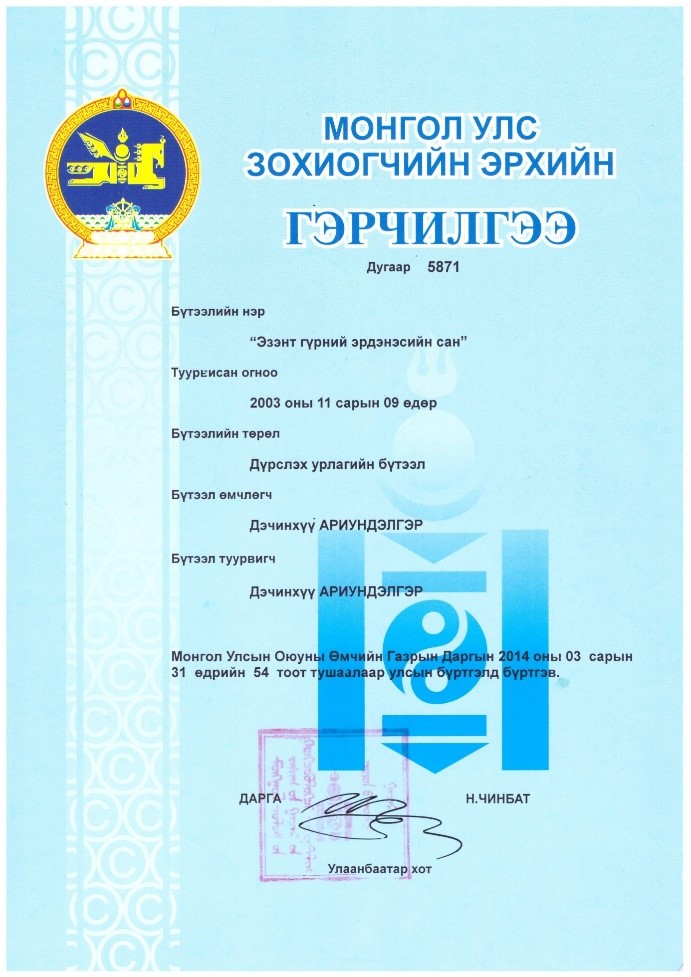 МОНГОЛ УЛС
ЗОХИОГЧИЙН ЭРХИЙН
ГЭРЧИЛГЭЭ
Дугаар 5871
Бүтээлийн нэр
“Эзэнт гүрний эрдэнэсийн сан”
Туурвисан огноо
2003 оны 11 сарын 09 өдөр
Бүтээлийн төрөл
Дүрслэх урлагийн бүтээл
Бүтээл өмчлөгч
Дэчинхүү АРИУНДЭЛГЭР
Бүтээл туурвигч
Дэчинхүү АРИУНДЭЛГЭР
Монгол Улсын Оюуны Өмчийн Газрын Даргын 2014 оны 03 сарын
31 өдрийн 54 тоот тушаалаар улсын бүртгэлд бүртгэв.
ДАРГА Н.ЧИНБАТ
Улаанбаатар хот